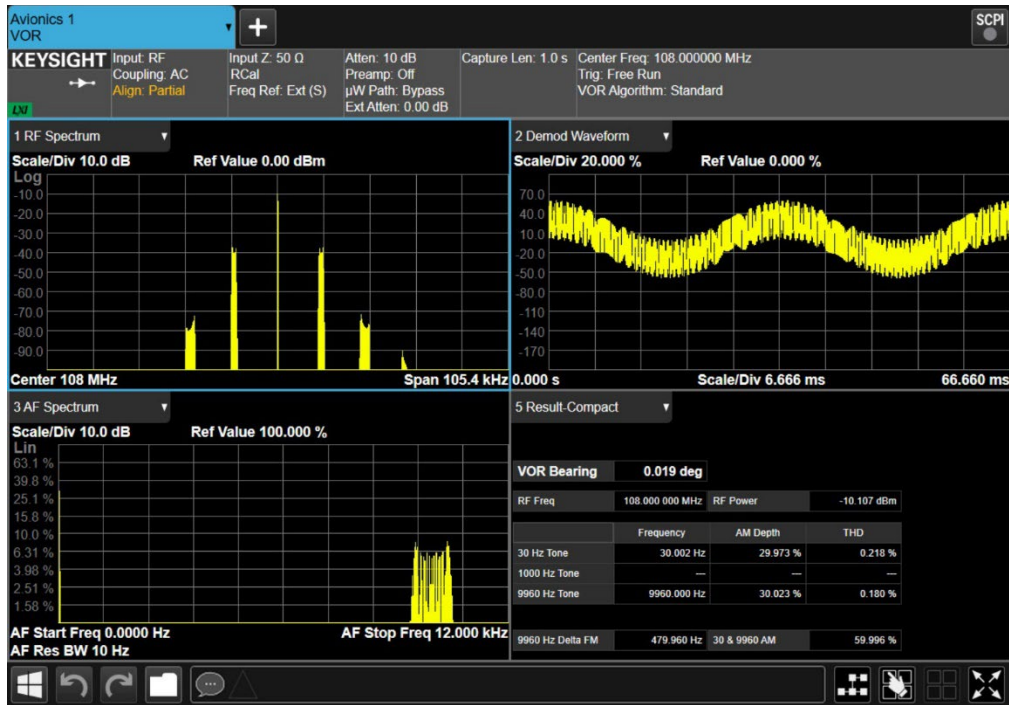 Avionics 1
VOR
SCPI
KEYSIGHT
LXI
Input: RF
Coupling: AC
Align: Partial
Input Z: 50 Ω
RCal
Freq Ref: Ext (S)
Atten: 10 dB
Preamp: Off
µW Path: Bypass
Ext Atten: 0.00 dB
Capture Len: 1.0 s
Center Freq: 108.000000 MHz
Trig: Free Run
VOR Algorithm: Standard
1 RF Spectrum
Scale/Div 10.0 dB Ref Value 0.00 dBm
Log
-10.0
-20.0
-30.0
-40.0
-50.0
-60.0
-70.0
-80.0
-90.0
Center 108 MHz Span 105.4 kHz
2 Demod Waveform
Scale/Div 20.000 % Ref Value 0.000 %
70.0
40.0
10.0
-20.0
-50.0
-80.0
-110
-140
-170
0.000 s Scale/Div 6.666 ms 66.660 ms
3 AF Spectrum
Scale/Div 10.0 dB Ref Value 100.000 %
Lin
63.1 %
39.8 %
25.1 %
15.8 %
10.0 %
6.31 %
3.98 %
2.51 %
1.58 %
AF Start Freq 0.0000 Hz AF Stop Freq 12.000 kHz
AF Res BW 10 Hz
5 Result-Compact
VOR Bearing 0.019 deg
RF Freq 108.000 000 MHz RF Power -10.107 dBm
Frequency AM Depth THD
30 Hz Tone 30.002 Hz 29.973 % 0.218 %
1000 Hz Tone --- --- ---
9960 Hz Tone 9960.000 Hz 30.023 % 0.180 %
9960 Hz Delta FM 479.960 Hz 30 & 9960 AM 59.996 %